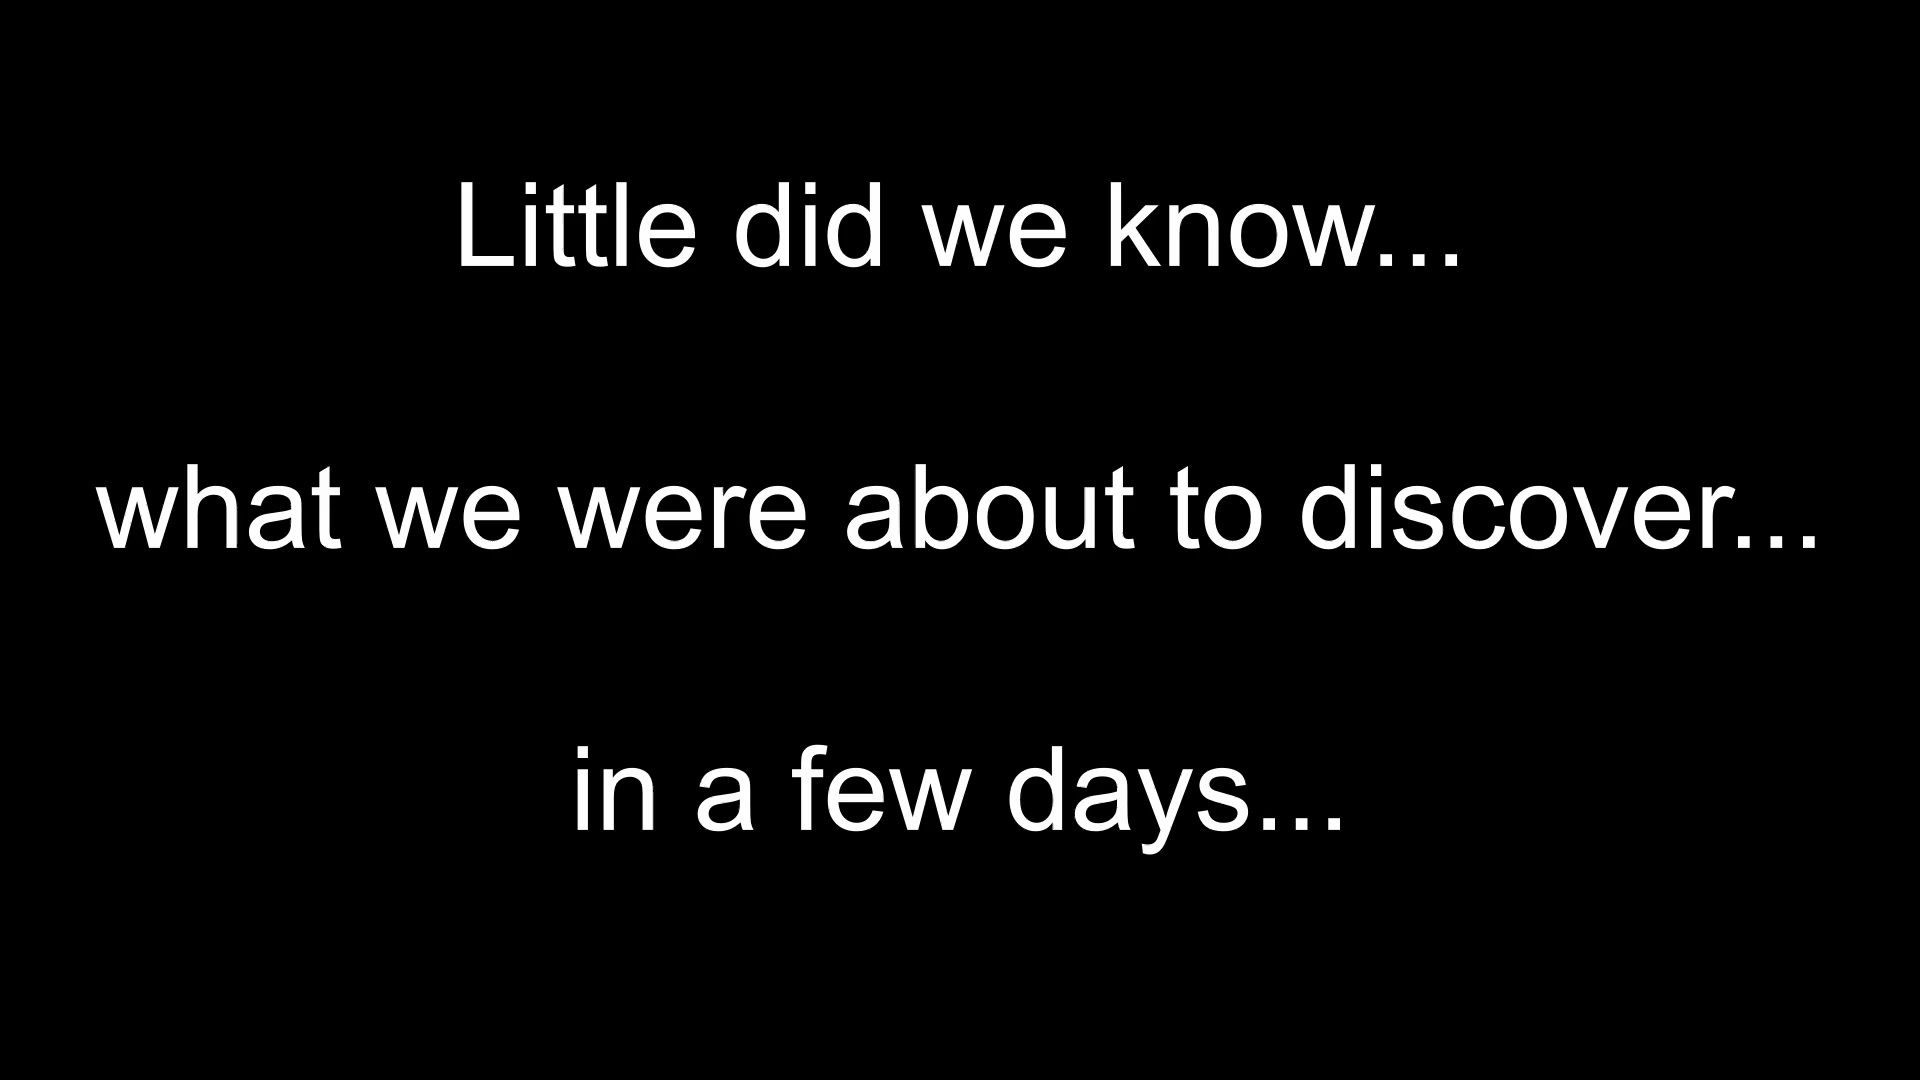 Little did we know...
what we were about to discover...
in a few days...